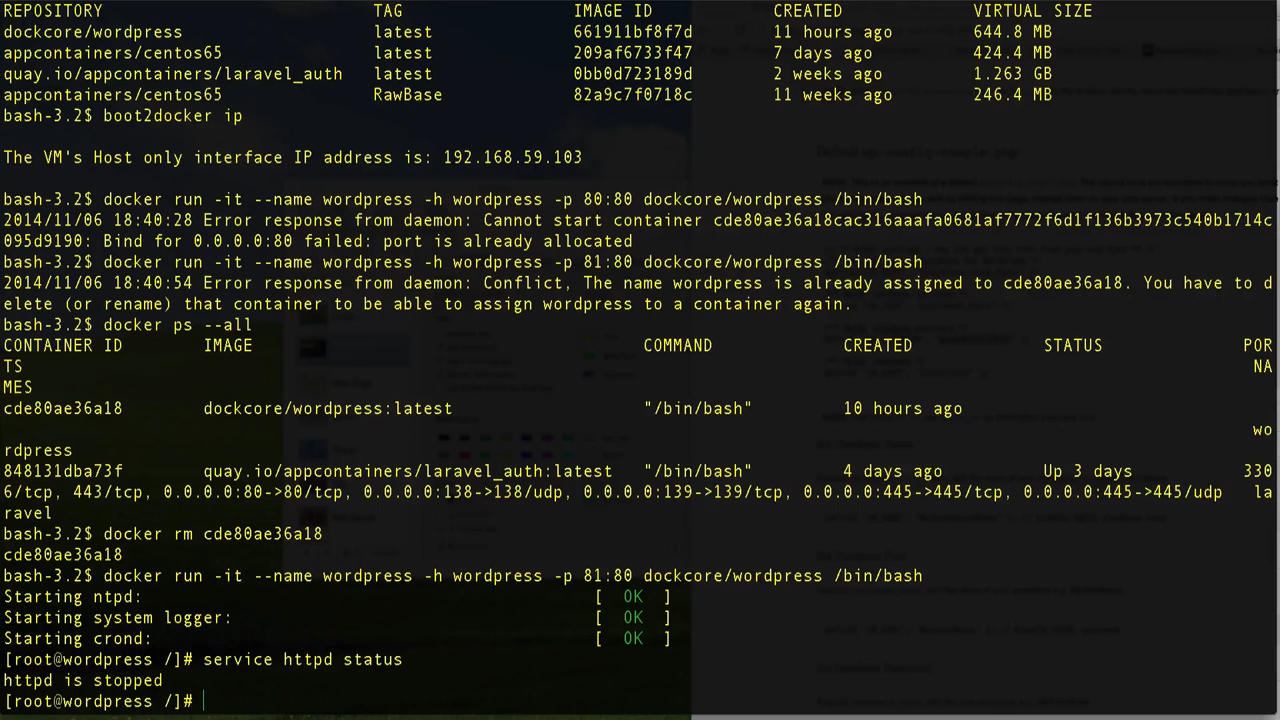 REPOSITORY TAG IMAGE ID CREATED VIRTUAL SIZE
dockcore/wordpress latest 661911bf8f7d 11 hours ago 644.8 MB
appcontainers/centos65 latest 209af6733f47 7 days ago 424.4 MB
quay.io/appcontainers/laravel_auth latest 0bb0d723189d 2 weeks ago 1.263 GB
appcontainers/centos65 RawBase 82a9c7f0718c 11 weeks ago 246.4 MB
bash-3.2$ boot2docker ip
The VM's Host only interface IP address is: 192.168.59.103
bash-3.2$ docker run -it --name wordpress -h wordpress -p 80:80 dockcore/wordpress /bin/bash
2014/11/06 18:40:28 Error response from daemon: Cannot start container cde80ae36a18cac316aaafa0681af7772f6d1f136b3973c540b1714c
095d9190: Bind for 0.0.0.0:80 failed: port is already allocated
bash-3.2$ docker run -it --name wordpress -h wordpress -p 81:80 dockcore/wordpress /bin/bash
2014/11/06 18:40:54 Error response from daemon: Conflict, The name wordpress is already assigned to cde80ae36a18. You have to d
elete (or rename) that container to be able to assign wordpress to a container again.
bash-3.2$ docker ps --all
CONTAINER ID IMAGE COMMAND CREATED STATUS POR
TS NA
MES
cde80ae36a18 dockcore/wordpress:latest "/bin/bash" 10 hours ago
wo
rdpress
848131dba73f quay.io/appcontainers/laravel_auth:latest "/bin/bash" 4 days ago Up 3 days 330
6/tcp, 443/tcp, 0.0.0.0:80->80/tcp, 0.0.0.0:138->138/udp, 0.0.0.0:139->139/tcp, 0.0.0.0:445->445/tcp, 0.0.0.0:445->445/udp la
ravel
bash-3.2$ docker rm cde80ae36a18
cde80ae36a18
bash-3.2$ docker run -it --name wordpress -h wordpress -p 81:80 dockcore/wordpress /bin/bash
Starting ntpd: [ OK ]
Starting system logger: [ OK ]
Starting crond: [ OK ]
[root@wordpress /]# service httpd status
httpd is stopped
[root@wordpress /]#